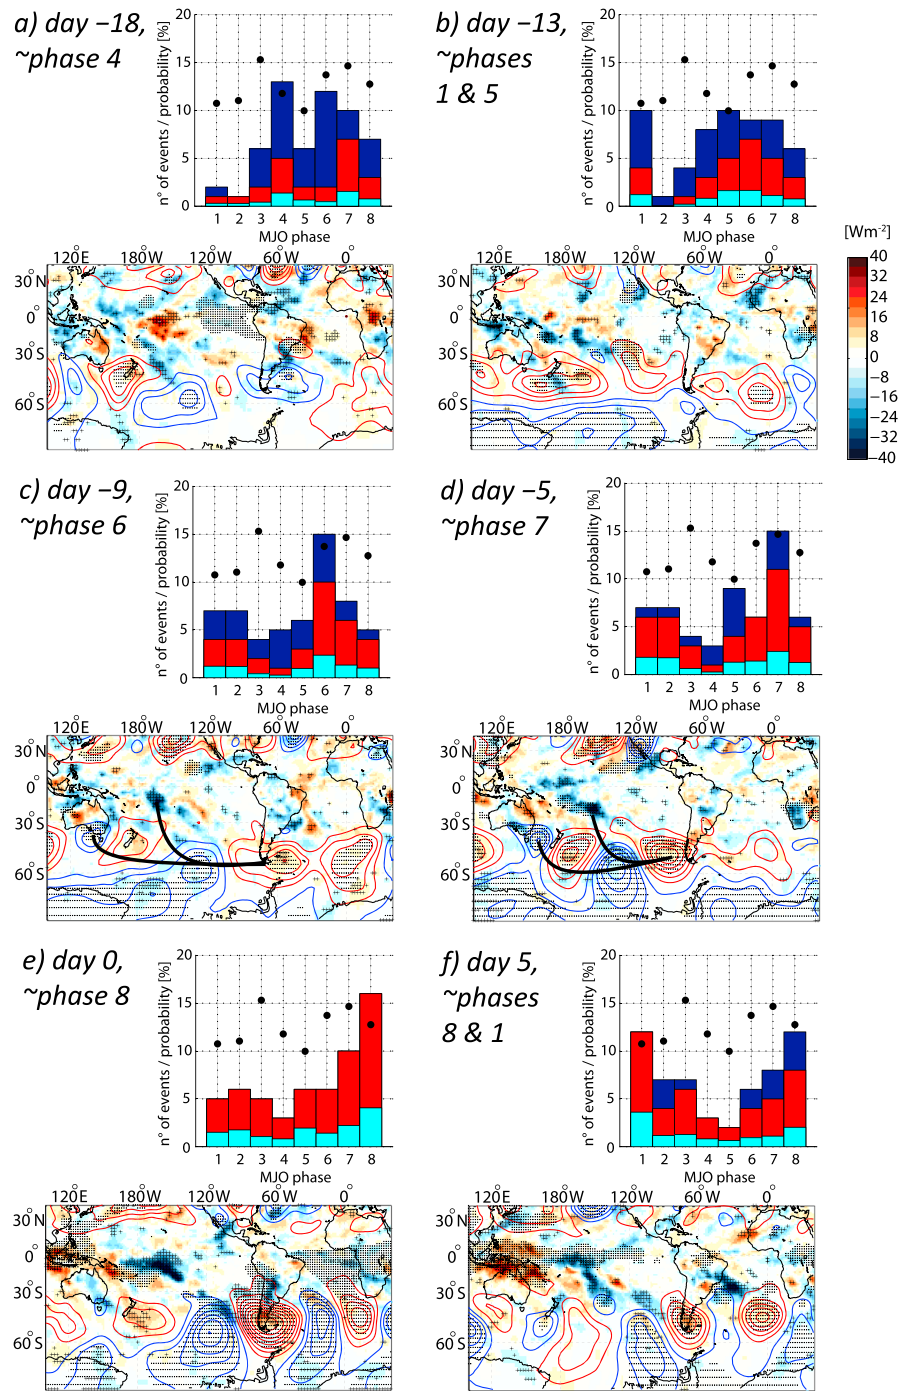 a) day −18,
~phase 4
n° of events / probability [%]
20
15
10
5
0
1 2 3 4 5 6 7 8
MJO phase
b) day −13,
~phases
1 & 5
n° of events / probability [%]
20
15
10
5
0
1 2 3 4 5 6 7 8
MJO phase
120°E 180°W 120°W 60°W 0°
30°N
0°
30°S
60°S
120°E 180°W 120°W 60°W 0°
30°N
0°
30°S
60°S
[Wm-2]
40
32
24
16
8
0
−8
−16
−24
−32
−40
c) day −9,
~phase 6
n° of events / probability [%]
20
15
10
5
0
1 2 3 4 5 6 7 8
MJO phase
d) day −5,
~phase 7
n° of events / probability [%]
20
15
10
5
0
1 2 3 4 5 6 7 8
MJO phase
120°E 180°W 120°W 60°W 0°
30°N
0°
30°S
60°S
120°E 180°W 120°W 60°W 0°
30°N
0°
30°S
60°S
e) day 0,
~phase 8
n° of events / probability [%]
20
15
10
5
0
1 2 3 4 5 6 7 8
MJO phase
f) day 5,
~phases
8 & 1
n° of events / probability [%]
20
15
10
5
0
1 2 3 4 5 6 7 8
MJO phase
120°E 180°W 120°W 60°W 0°
30°N
0°
30°S
60°S
120°E 180°W 120°W 60°W 0°
30°N
0°
30°S
60°S